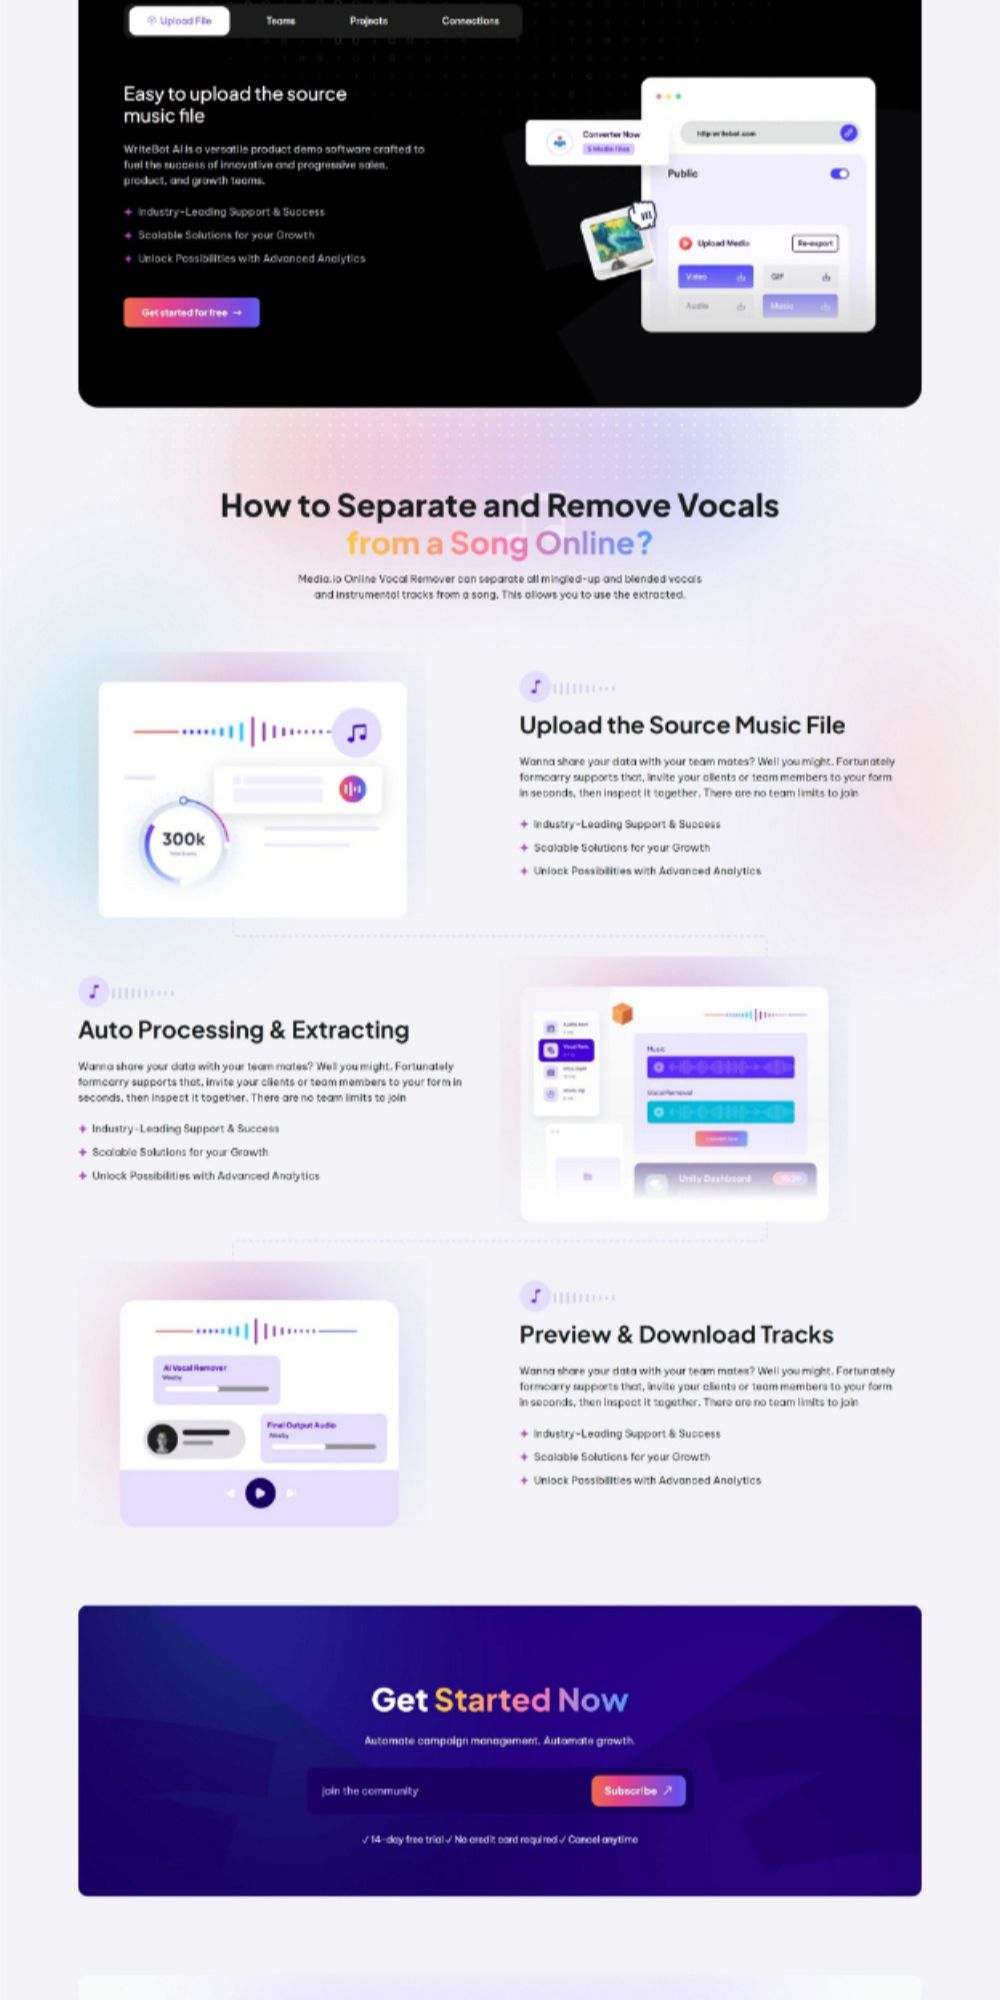 Upload File
Teams
Projects
Connections
Easy to upload the source
music file
WriteBot AI is a versatile product demo software crafted to
fuel the success of innovative and progressive sales,
product, and growth teams.
Industry-Leading Support & Success
Scalable Solutions for your Growth
Unlock Possibilities with Advanced Analytics
Get started for free →
Converter Now
5 Media Files
Public
Upload Media
Re-export
Video
GIF
Audio
Music
How to Separate and Remove Vocals
from a Song Online?
Media.io Online Vocal Remover can separate all mingled-up and blended vocals
and instrumental tracks from a song. This allows you to use the extracted.
300k
Upload the Source Music File
Wanna share your data with your team mates? Well you might. Fortunately
formcarry supports that, invite your clients or team members to your form
in seconds, then inspect it together. There are no team limits to join
Industry-Leading Support & Success
Scalable Solutions for your Growth
Unlock Possibilities with Advanced Analytics
Auto Processing & Extracting
Wanna share your data with your team mates? Well you might. Fortunately
formcarry supports that, invite your clients or team members to your form in
seconds, then inspect it together. There are no team limits to join
Industry-Leading Support & Success
Scalable Solutions for your Growth
Unlock Possibilities with Advanced Analytics
Music
Vocal Removal
Unity Dashboard
Preview & Download Tracks
Wanna share your data with your team mates? Well you might. Fortunately
formcarry supports that, invite your clients or team members to your form
in seconds, then inspect it together. There are no team limits to join
Industry-Leading Support & Success
Scalable Solutions for your Growth
Unlock Possibilities with Advanced Analytics
AI Vocal Remover
Final Output Audio
Get Started Now
Automate campaign management. Automate growth.
join the community
Subscribe ↗
✓ 14-day free trial ✓ No credit card required ✓ Cancel anytime